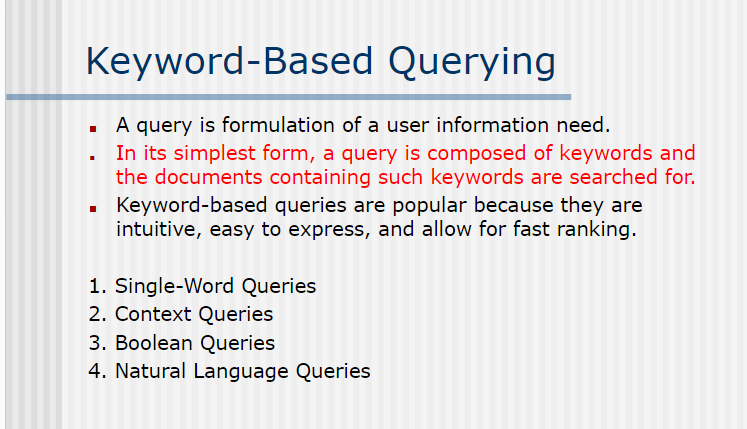 Keyword-Based Querying
A query is formulation of a user information need.
In its simplest form, a query is composed of keywords and
the documents containing such keywords are searched for.
Keyword-based queries are popular because they are
intuitive, easy to express, and allow for fast ranking.
1. Single-Word Queries
2. Context Queries
3. Boolean Queries
4. Natural Language Queries